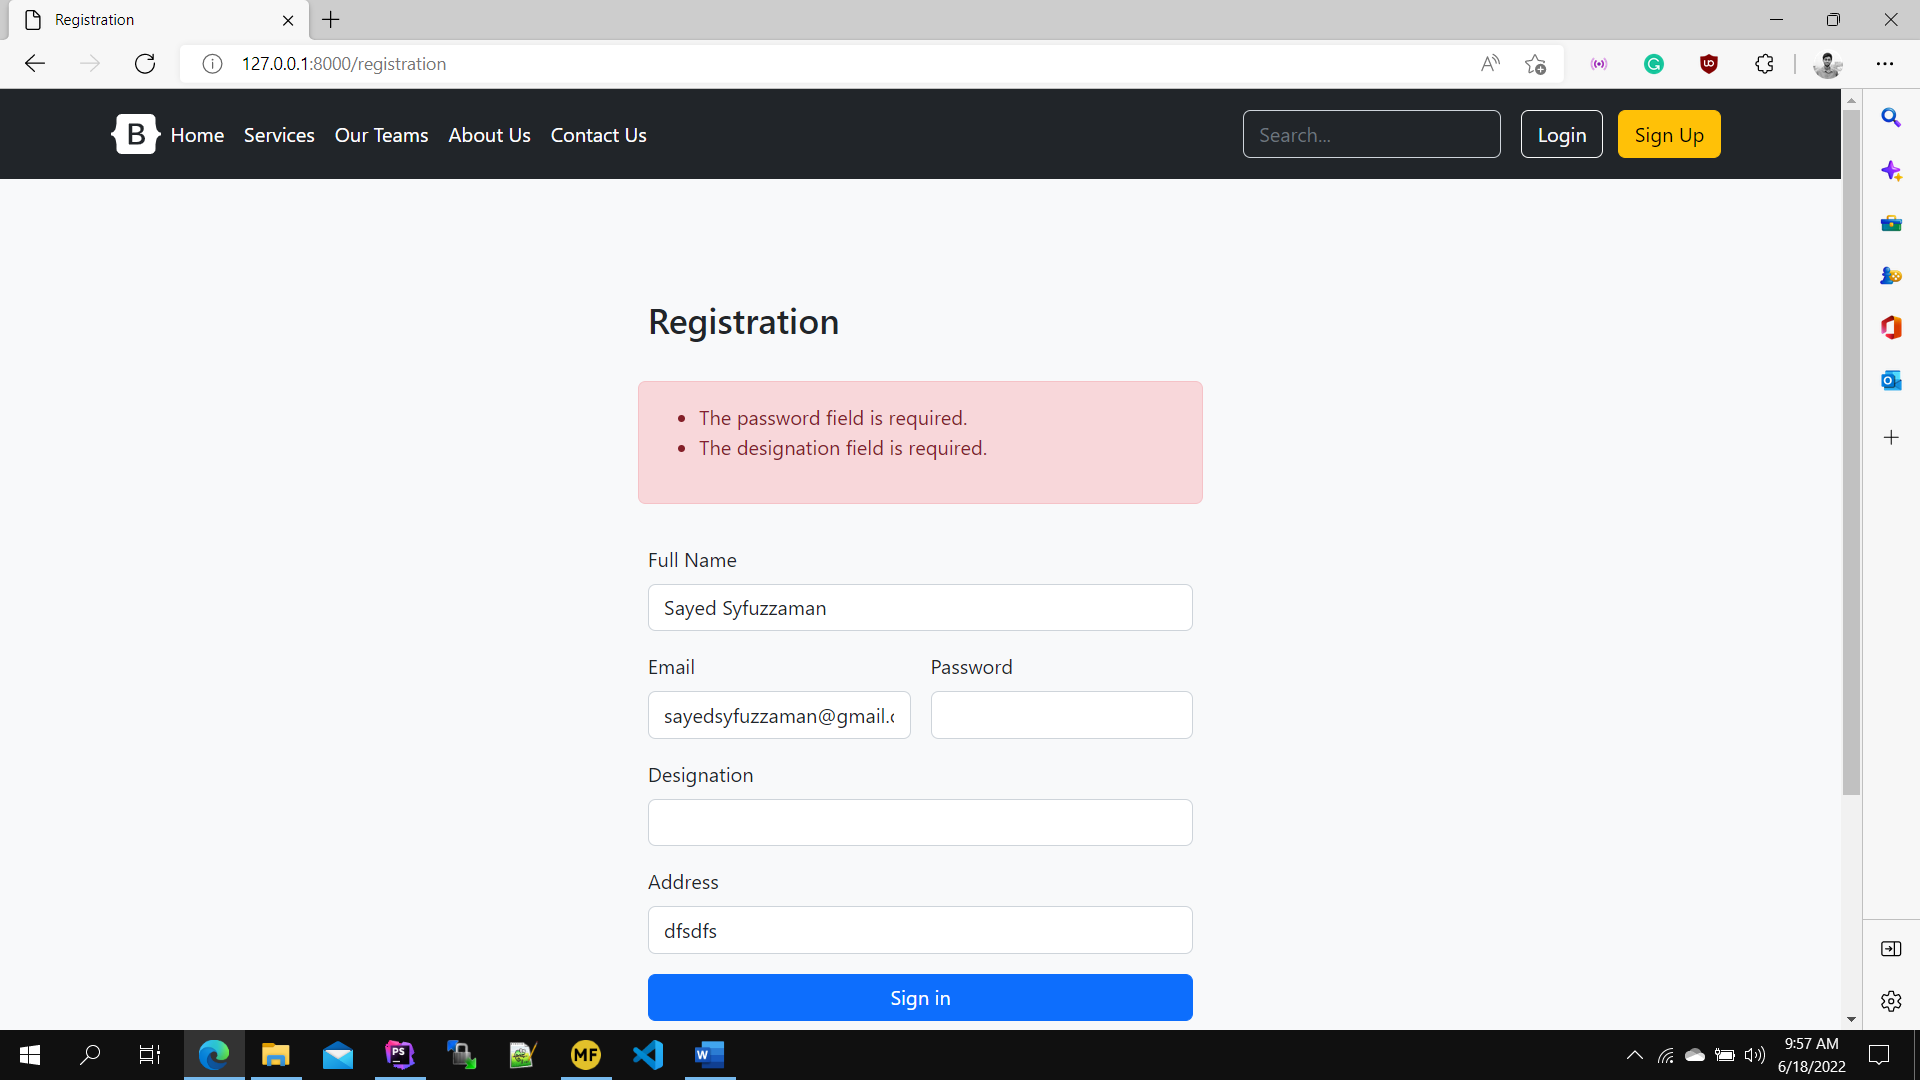 Registration
127.0.0.1:8000/registration
B Home Services Our Teams About Us Contact Us Search... Login Sign Up
Registration
• The password field is required.
• The designation field is required.
Full Name
Sayed Syfuzzaman
Email Password
sayedsyfuzzaman@gmail.c
Designation
Address
dfsdfs
Sign in
9:57 AM
6/18/2022